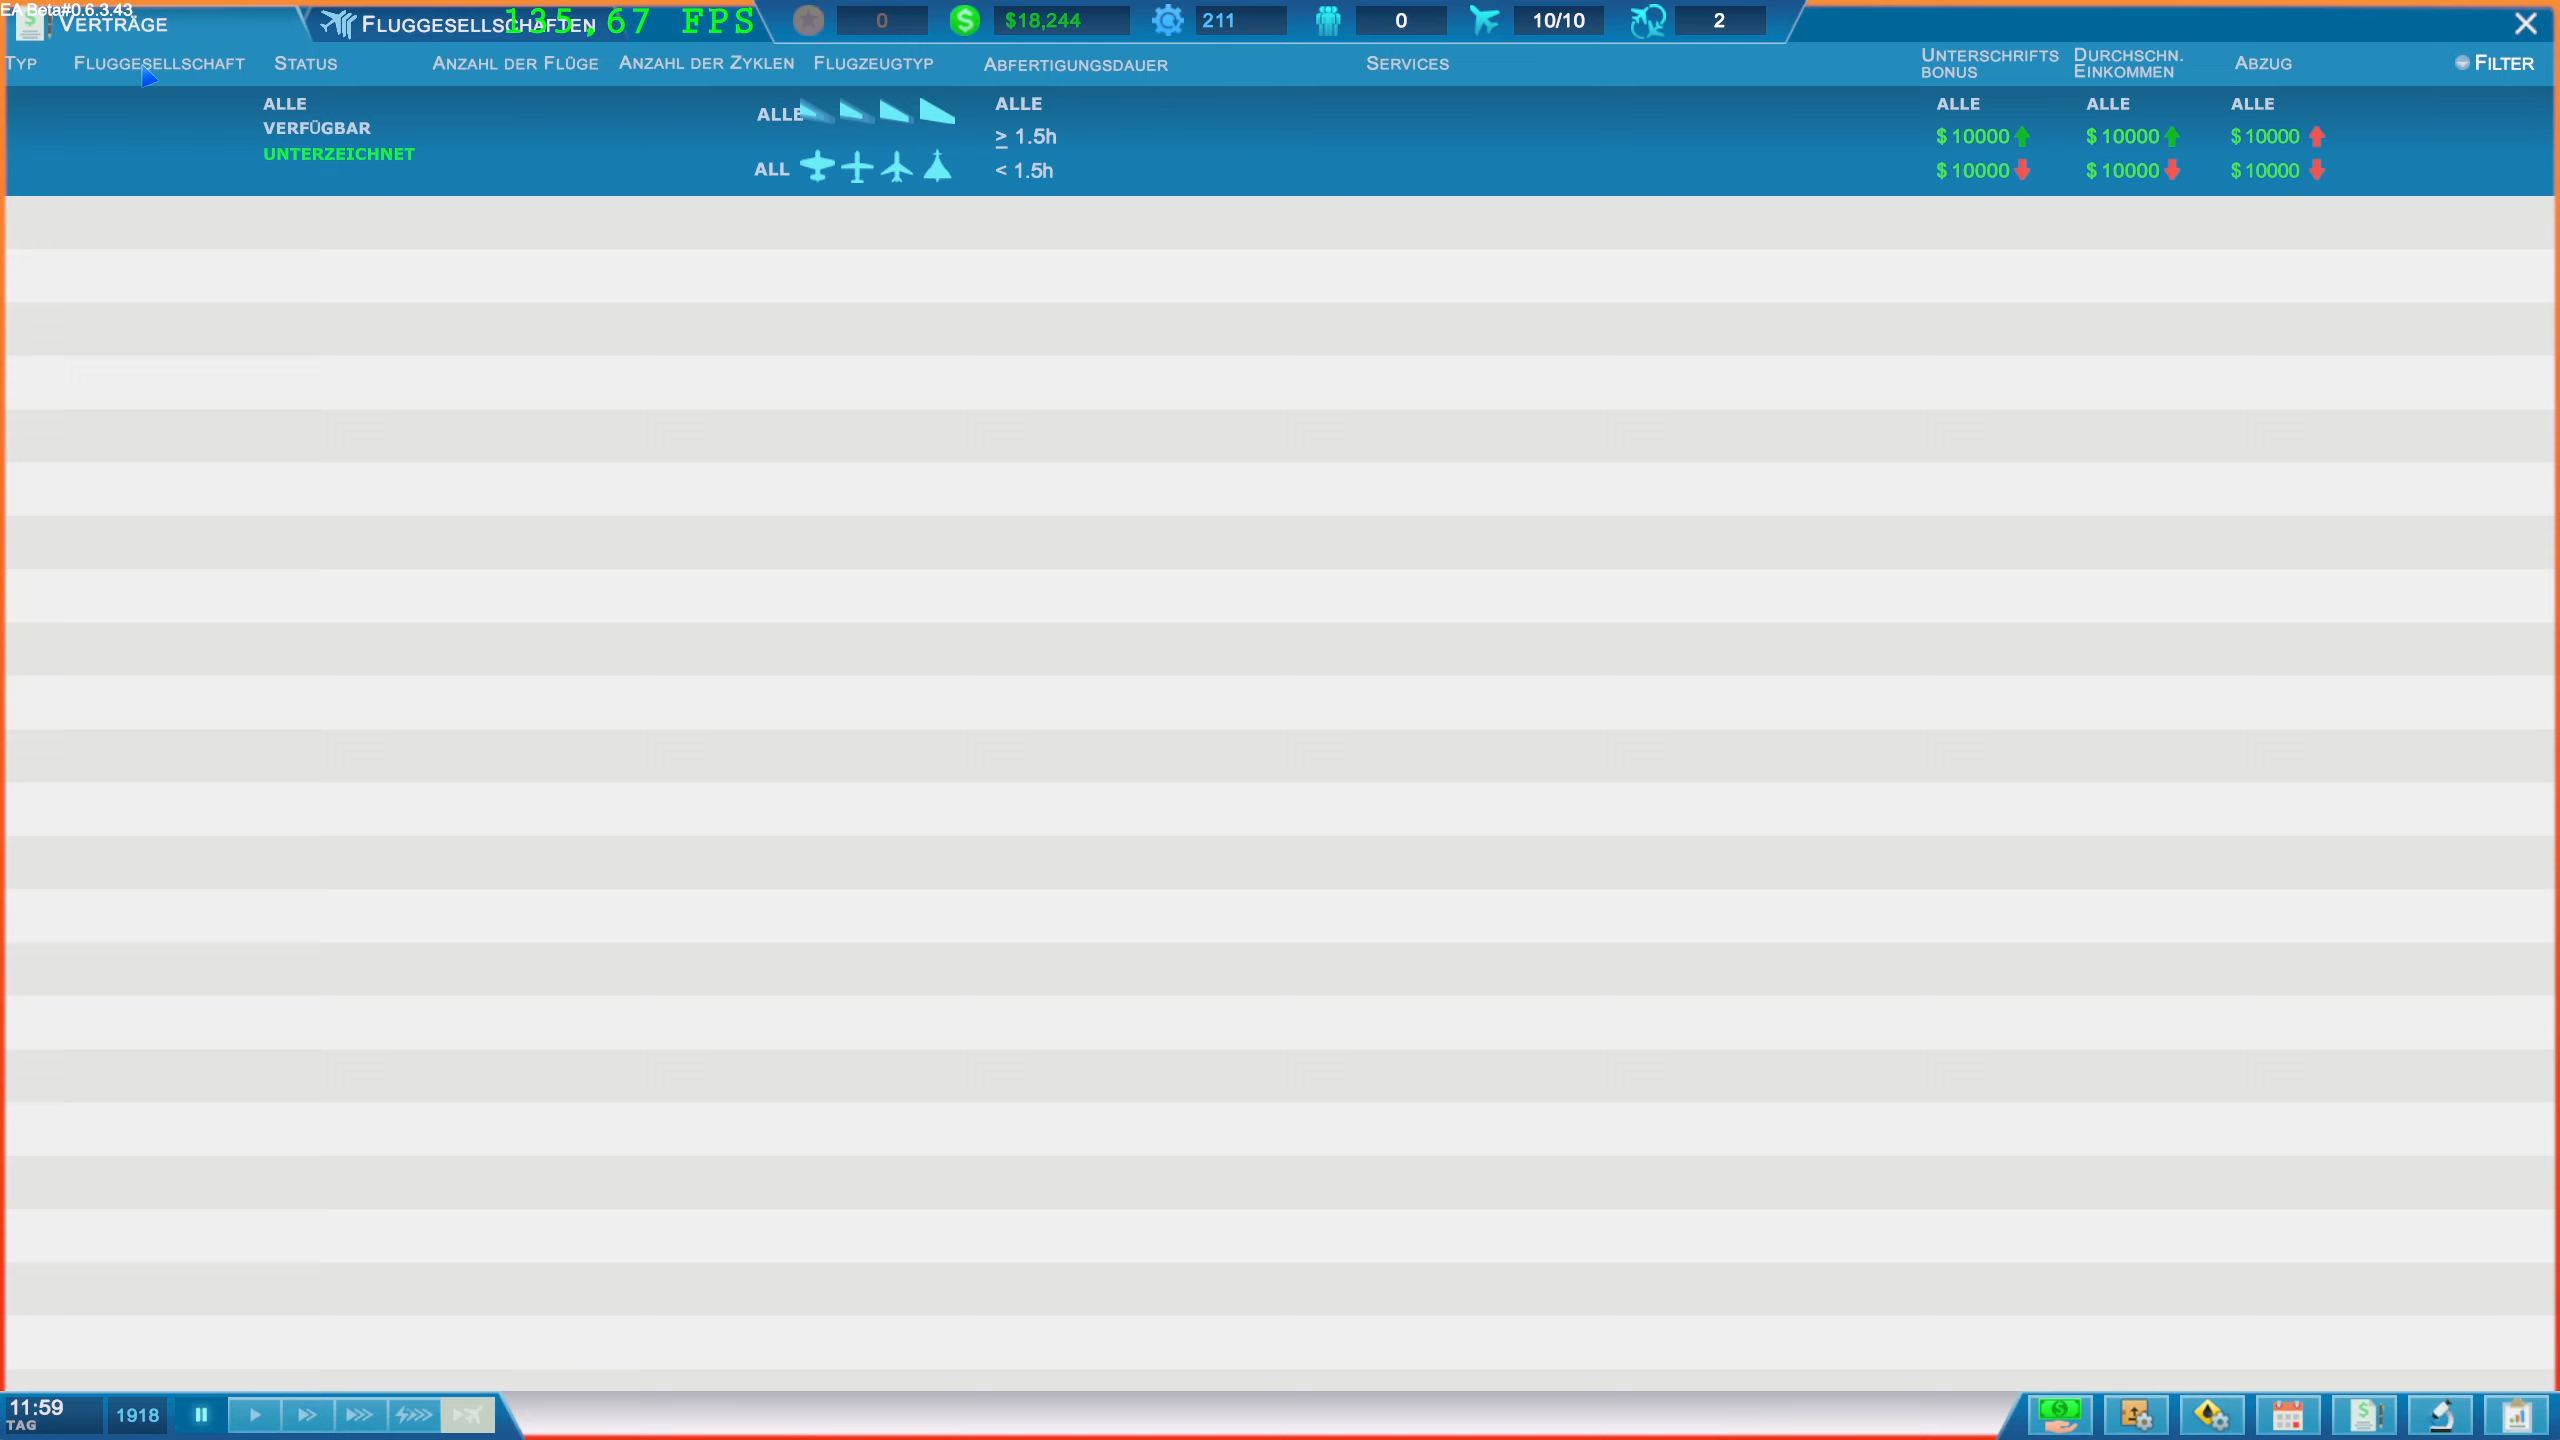 EA Beta#0.6.3.43
VERTRÄGE
FLUGGESELLSCHAFTEN
135,67 FPS
0
$18,244
211
0
10/10
2
TYP FLUGGESELLSCHAFT STATUS ANZAHL DER FLÜGE ANZAHL DER ZYKLEN FLUGZEUGTYP ABFERTIGUNGSDAUER SERVICES UNTERSCHRIFTS BONUS DURCHSCHN. EINKOMMEN ABZUG FILTER
ALLE ALLE ALLE ALLE ALLE ALLE
VERFÜGBAR ≥ 1.5h $ 10000 $ 10000 $ 10000
UNTERZEICHNET ALL < 1.5h $ 10000 $ 10000 $ 10000
11:59
TAG
1918